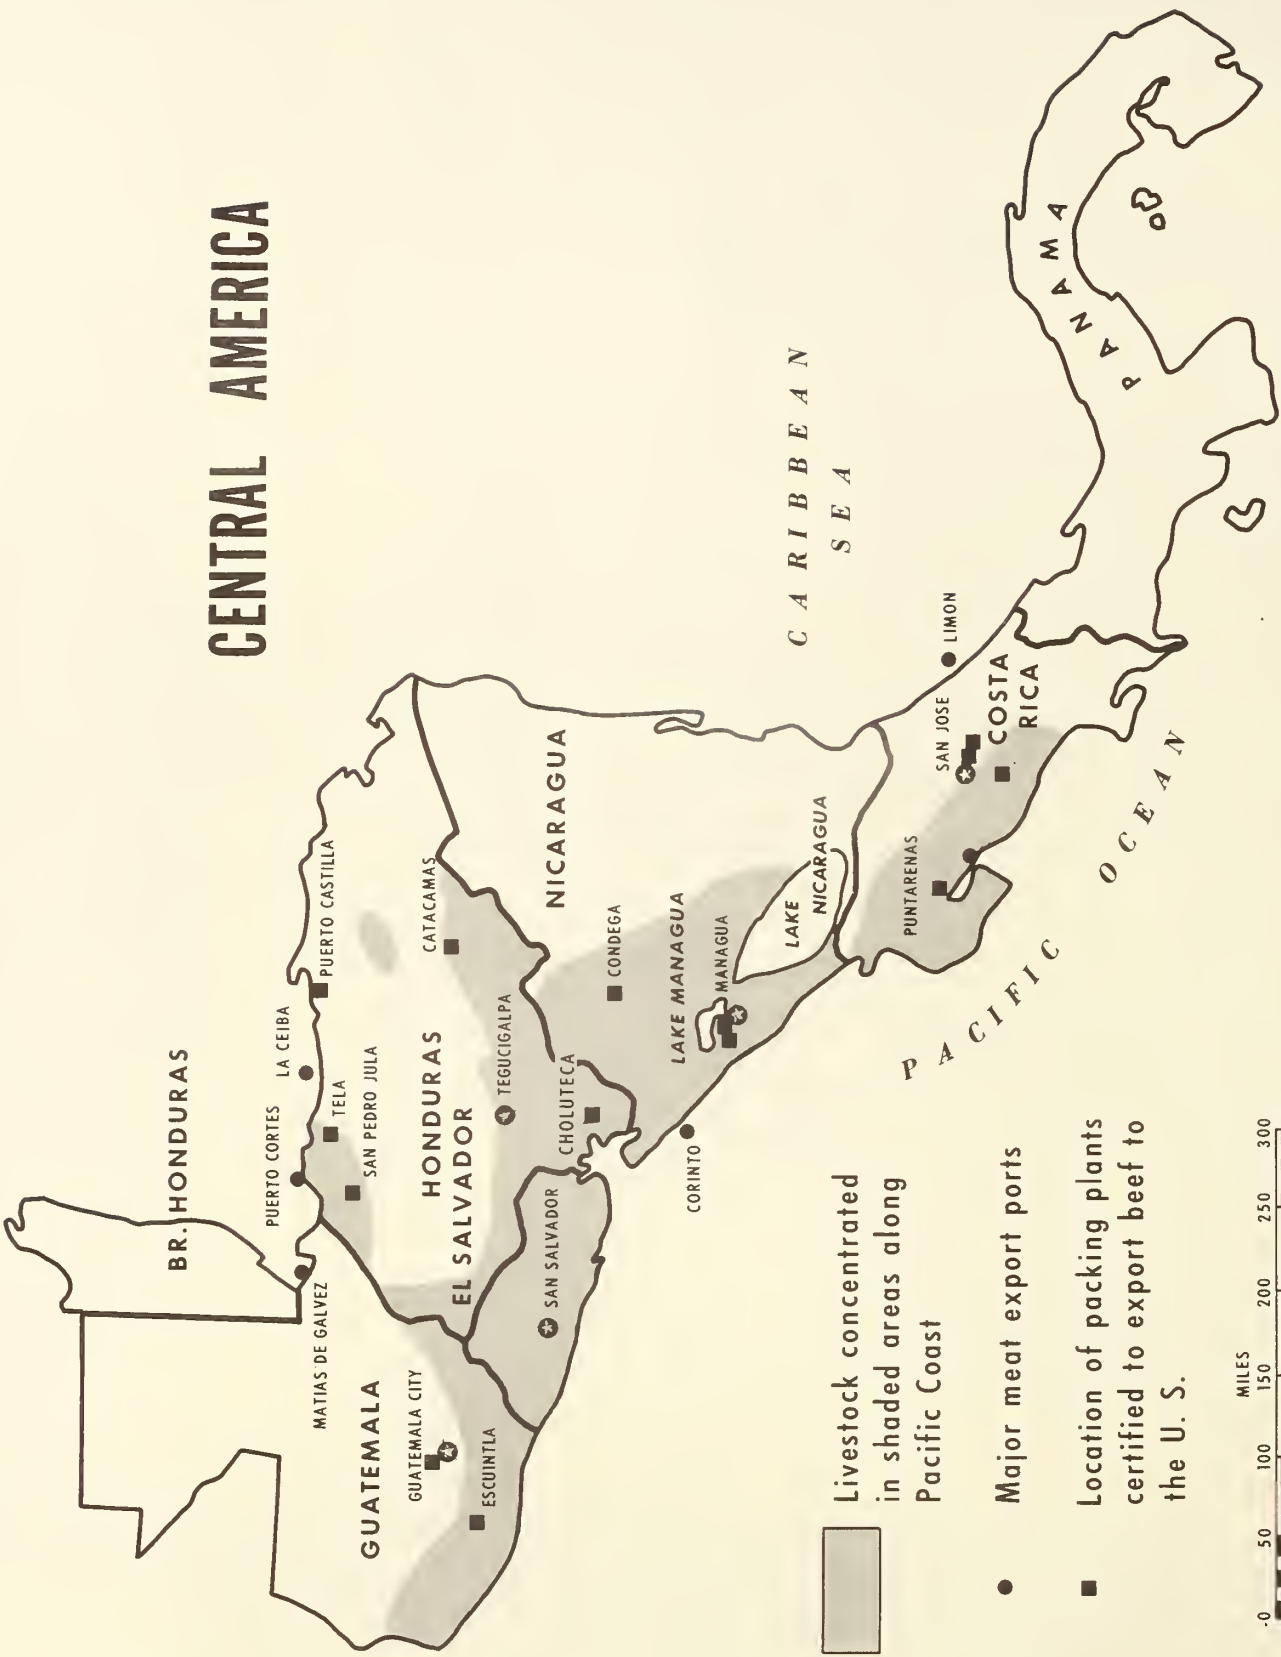 CENTRAL AMERICA
BR. HONDURAS
PUERTO CORTES
LA CEIBA
PUERTO CASTILLA
TELA
SAN PEDRO JULA
MATIAS DE GALVEZ
GUATEMALA
GUATEMALA CITY
ESCUINTLA
HONDURAS
EL SALVADOR
CATACAMAS
TEGUCIGALPA
CHOLUTECA
SAN SALVADOR
NICARAGUA
CONDEGA
LAKE MANAGUA
MANAGUA
LAKE
NICARAGUA
CORINTO
CARIBBEAN
SEA
PUNTARENAS
SAN JOSE
LIMON
COSTA
RICA
PANAMA
PACIFIC OCEAN
Livestock concentrated
in shaded areas along
Pacific Coast
Major meat export ports
Location of packing plants
certified to export beef to
the U. S.
MILES
-0 50 100 150 200 250 300